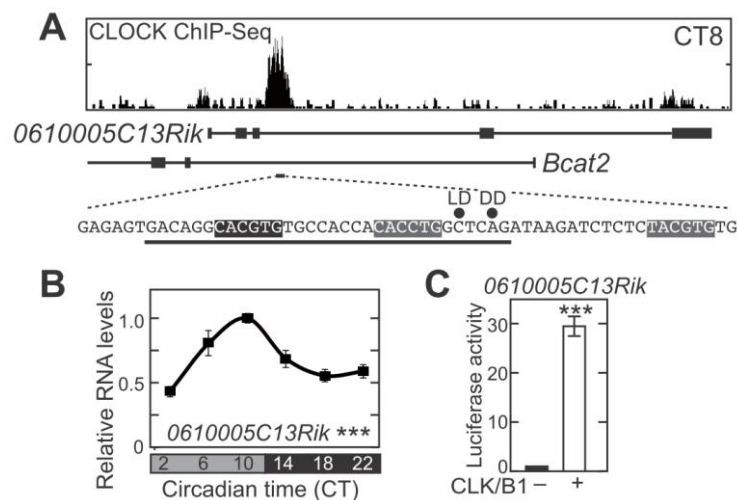 A
CLOCK ChIP-Seq CT8
0610005C13Rik
Bcat2
LD DD
GAGAGTGACAGGCACGTGTGCCACCACACCTGGCTCAGATAAGATCTCTCTACGTGTG
B
Relative RNA levels
1.0
0.5
0
0610005C13Rik ***
2 6 10 14 18 22
Circadian time (CT)
C
0610005C13Rik
Luciferase activity
***
30
20
10
0
CLK/B1 – +